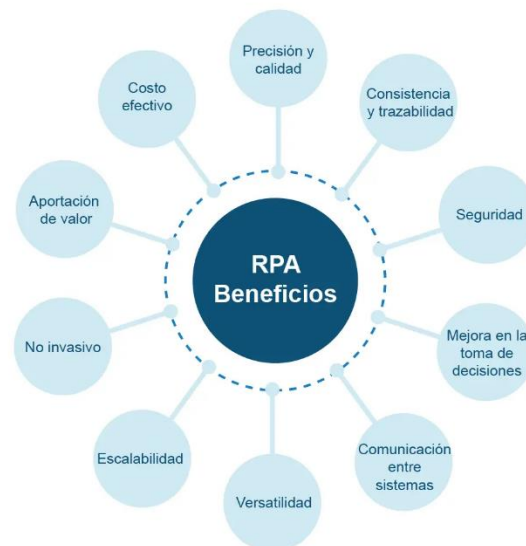 Precisión y
calidad
Consistencia
y trazabilidad
Seguridad
Mejora en la
toma de
decisiones
Comunicación
entre
sistemas
Versatilidad
Escalabilidad
No invasivo
Aportación
de valor
Costo
efectivo
RPA
Beneficios